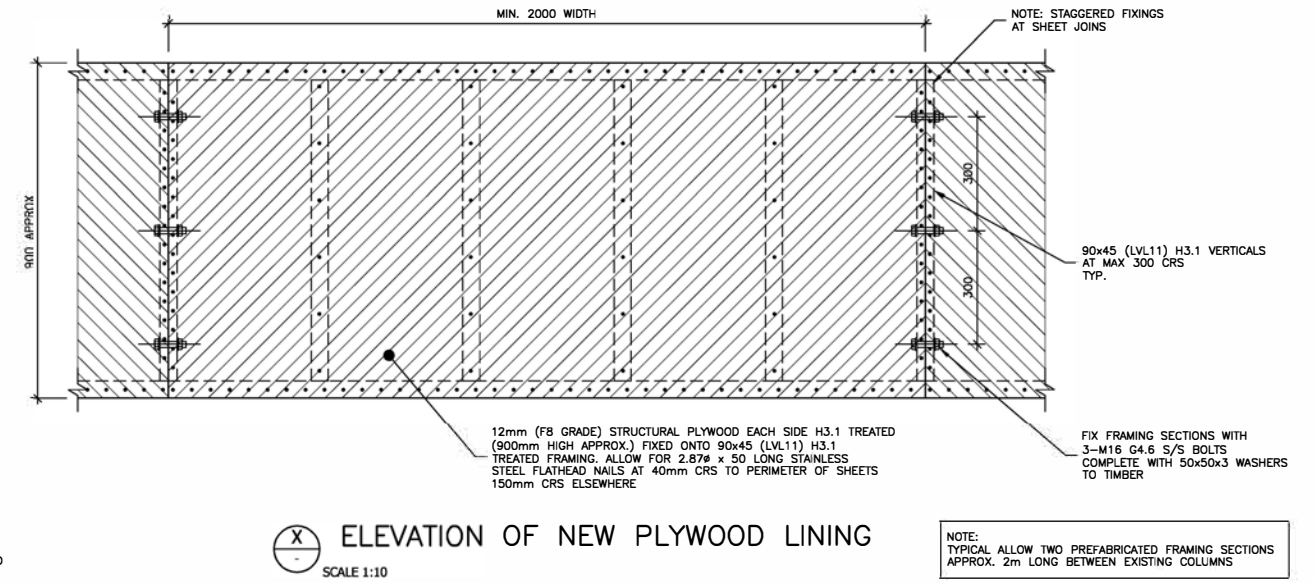 MIN. 2000 WIDTH
NOTE: STAGGERED FIXINGS
AT SHEET JOINS
900 APPROX
300
300
90x45 (LVL11) H3.1 VERTICALS
AT MAX 300 CRS
TYP.
12mm (F8 GRADE) STRUCTURAL PLYWOOD EACH SIDE H3.1 TREATED
(900mm HIGH APPROX.) FIXED ONTO 90x45 (LVL11) H3.1
TREATED FRAMING. ALLOW FOR 2.87ø x 50 LONG STAINLESS
STEEL FLATHEAD NAILS AT 40mm CRS TO PERIMETER OF SHEETS
150mm CRS ELSEWHERE
FIX FRAMING SECTIONS WITH
3-M16 G4.6 S/S BOLTS
COMPLETE WITH 50x50x3 WASHERS
TO TIMBER
X
-
ELEVATION OF NEW PLYWOOD LINING
SCALE 1:10
NOTE:
TYPICAL ALLOW TWO PREFABRICATED FRAMING SECTIONS
APPROX. 2m LONG BETWEEN EXISTING COLUMNS